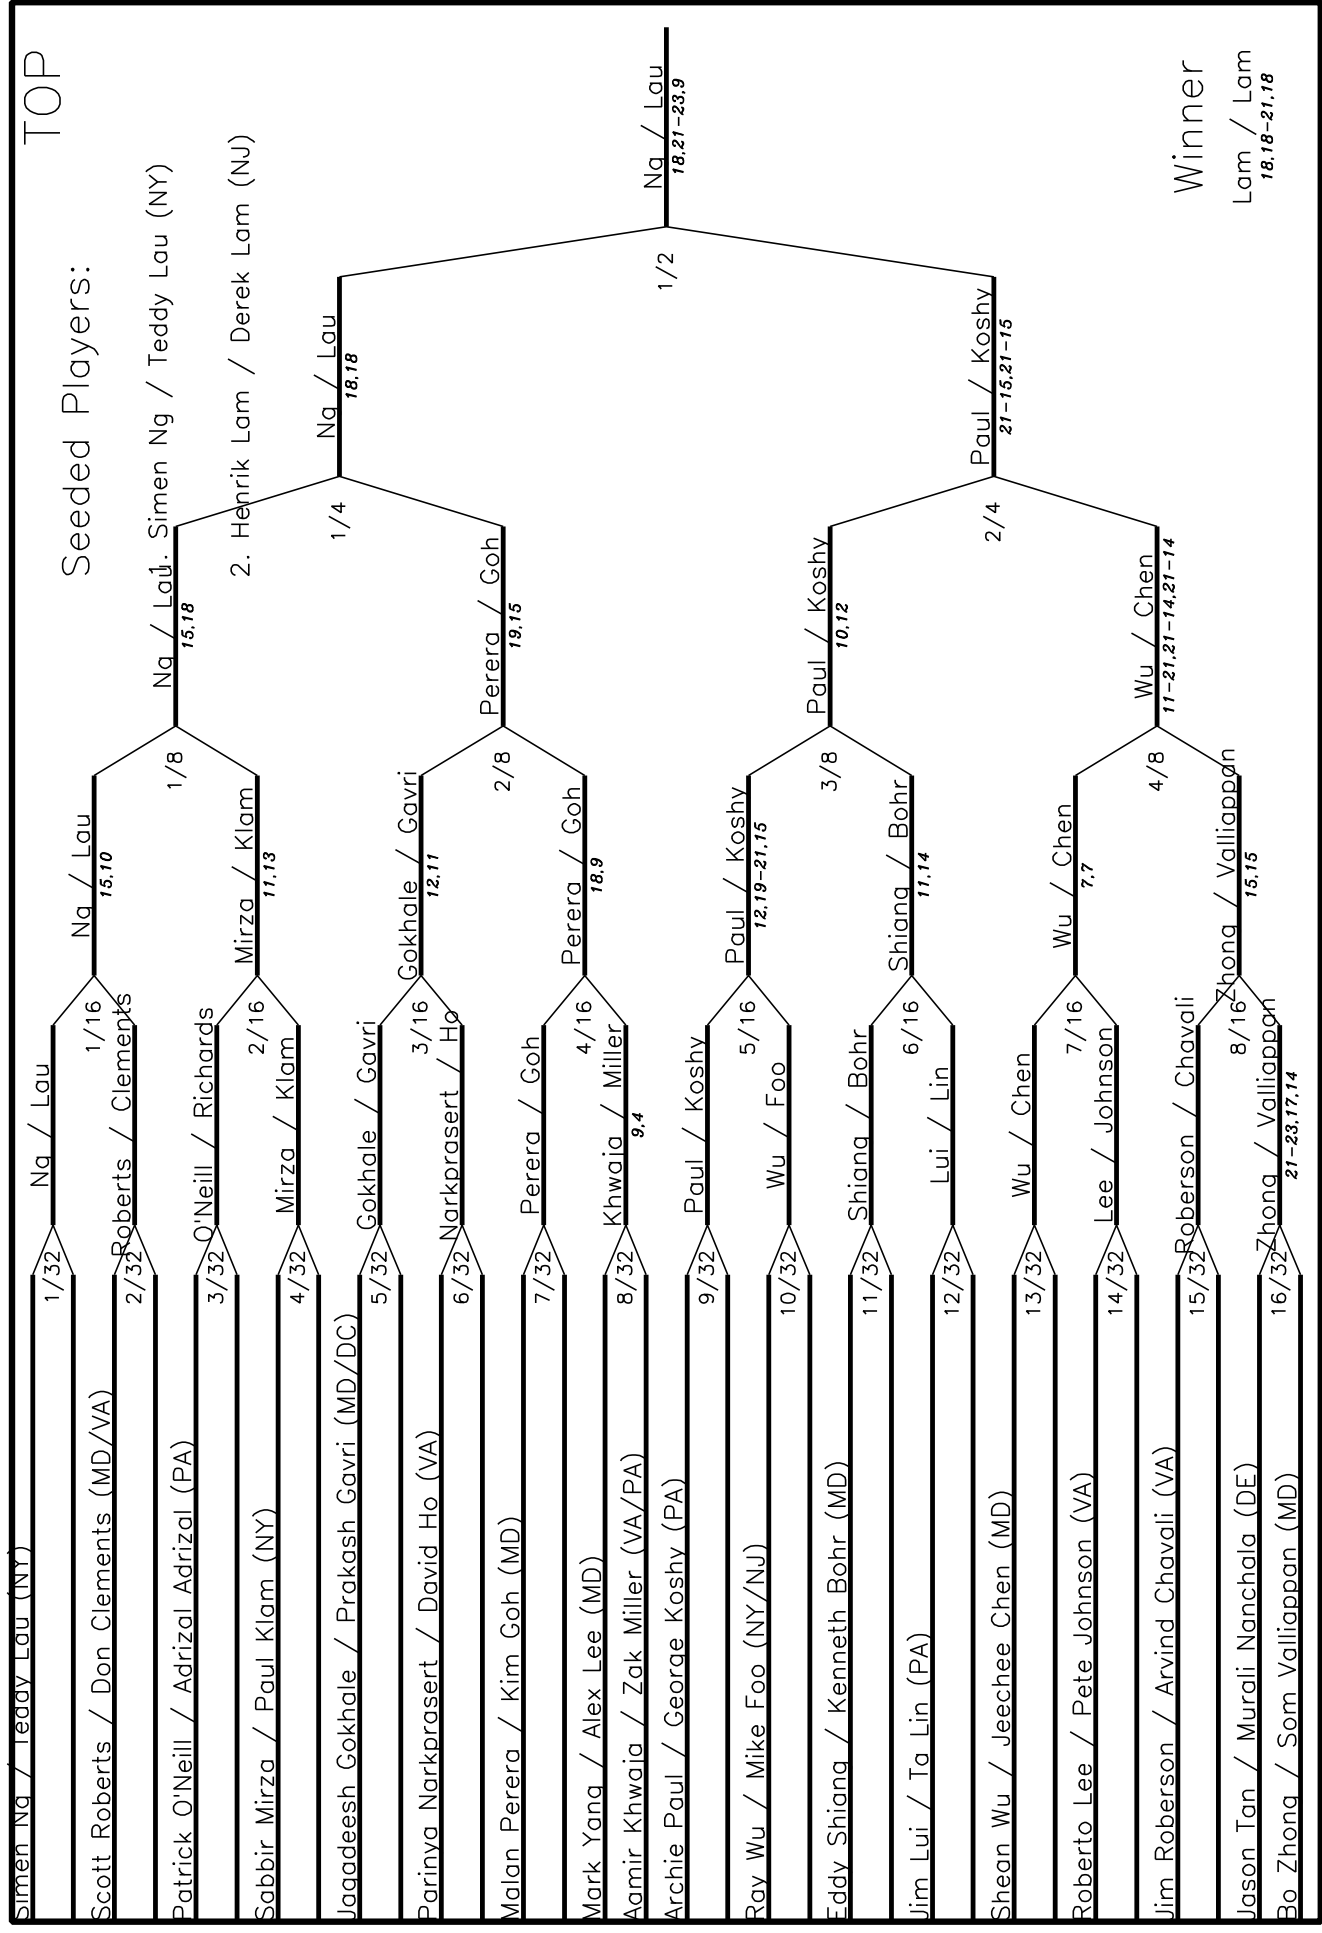 TOP
Seeded Players:
1. Simen Ng / Teddy Lau (NY)
2. Henrik Lam / Derek Lam (NJ)
Simen Ng / Teddy Lau (NY)
Scott Roberts / Don Clements (MD/VA)
Patrick O'Neill / Adrizal Adrizal (PA)
Sabbir Mirza / Paul Klam (NY)
Jagadeesh Gokhale / Prakash Gavri (MD/DC)
Parinya Narkprasert / David Ho (VA)
Malan Perera / Kim Goh (MD)
Mark Yang / Alex Lee (MD)
Aamir Khwaja / Zak Miller (VA/PA)
Archie Paul / George Koshy (PA)
Ray Wu / Mike Foo (NY/NJ)
Eddy Shiang / Kenneth Bohr (MD)
Jim Lui / Ta Lin (PA)
Shean Wu / Jeechee Chen (MD)
Roberto Lee / Pete Johnson (VA)
Jim Roberson / Arvind Chavali (VA)
Jason Tan / Murali Nanchala (DE)
Bo Zhong / Som Valliappan (MD)
1/32
2/32
3/32
4/32
5/32
6/32
7/32
8/32
9/32
10/32
11/32
12/32
13/32
14/32
15/32
16/32
Ng / Lau
Roberts / Clements
O'Neill / Richards
Mirza / Klam
Gokhale / Gavri
Narkprasert / Ho
Perera / Goh
Khwaja / Miller
9,4
Paul / Koshy
Wu / Foo
Shiang / Bohr
Lui / Lin
Wu / Chen
Lee / Johnson
Roberson / Chavali
Zhong / Valliappan
21-23,17,14
1/16
2/16
3/16
4/16
5/16
6/16
7/16
8/16
Ng / Lau
15,10
Mirza / Klam
11,13
Gokhale / Gavri
12,11
Perera / Goh
18,9
Paul / Koshy
12,19-21,15
Shiang / Bohr
11,14
Wu / Chen
7,7
Zhong / Valliappan
15,15
1/8
2/8
3/8
4/8
Ng / Lau
15,18
Perera / Goh
19,15
Paul / Koshy
10,12
Wu / Chen
11-21,21-14,21-14
1/4
2/4
Ng / Lau
18,18
Paul / Koshy
21-15,21-15
1/2
Ng / Lau
18,21-23,9
Winner
Lam / Lam
18,18-21,18